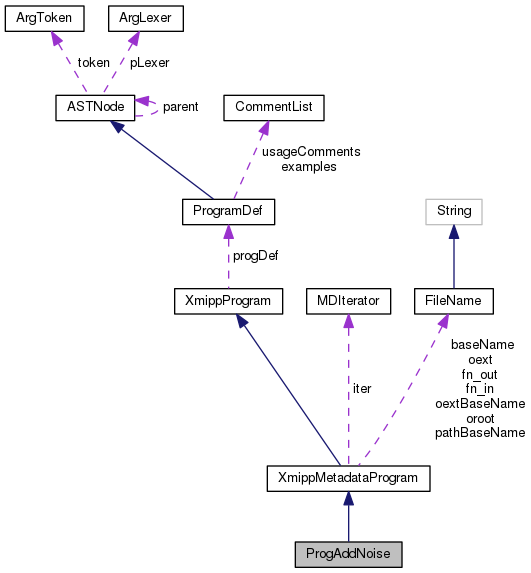 ArgToken
ArgLexer
token
pLexer
ASTNode
parent
CommentList
usageComments
examples
ProgramDef
String
progDef
XmippProgram
MDIterator
FileName
baseName
oext
fn_out
fn_in
oextBaseName
oroot
pathBaseName
iter
XmippMetadataProgram
ProgAddNoise